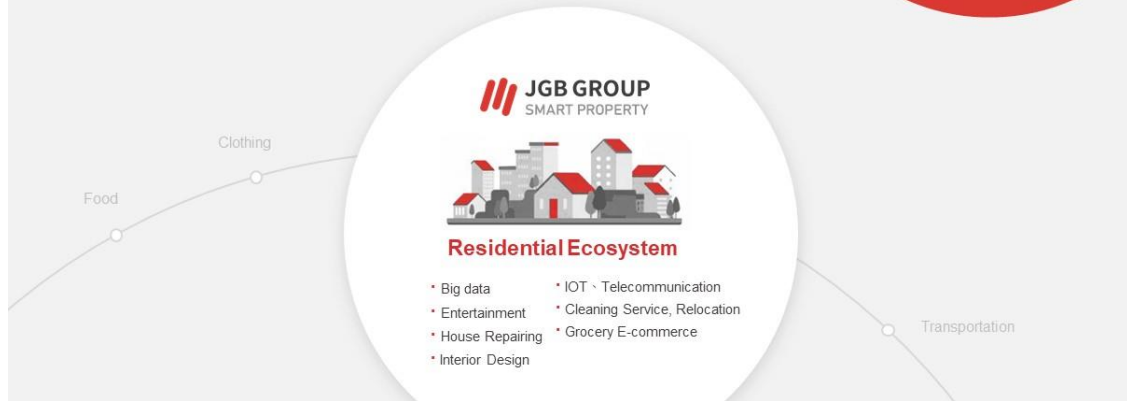 JGB GROUP
SMART PROPERTY
Clothing
Food
Residential Ecosystem
· Big data
· Entertainment
· House Repairing
· Interior Design
· IOT、Telecommunication
· Cleaning Service, Relocation
· Grocery E-commerce
Transportation